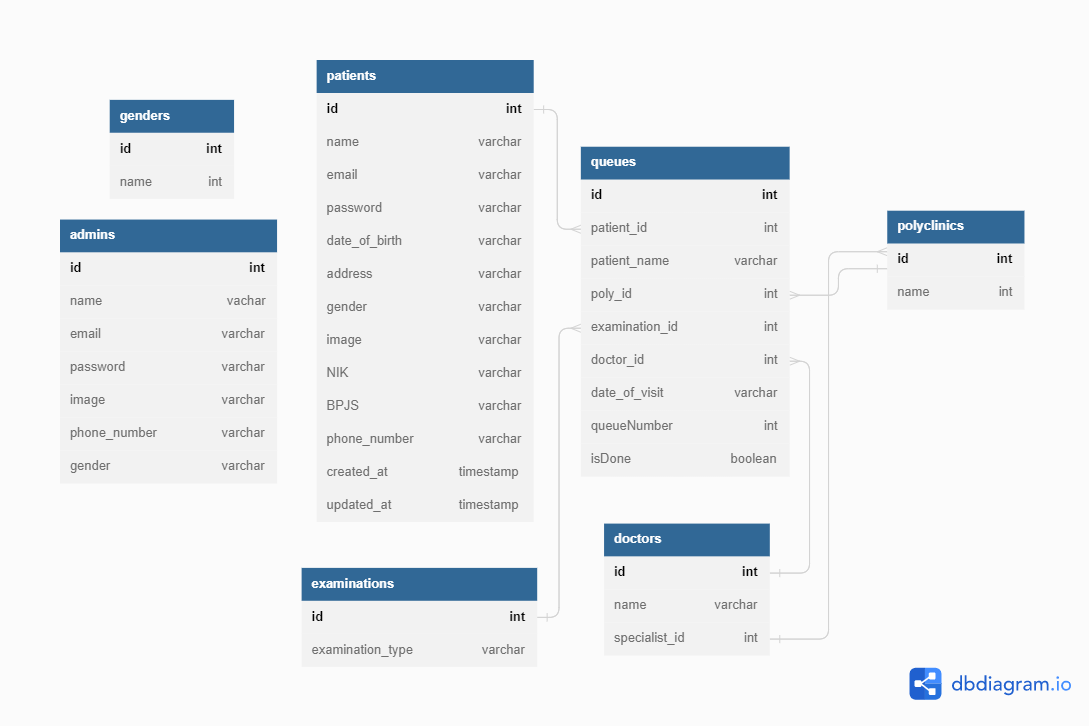 genders
id int
name int
admins
id int
name vachar
email varchar
password varchar
image varchar
phone_number varchar
gender varchar
patients
id int
name varchar
email varchar
password varchar
date_of_birth varchar
address varchar
gender varchar
image varchar
NIK varchar
BPJS varchar
phone_number varchar
created_at timestamp
updated_at timestamp
examinations
id int
examination_type varchar
queues
id int
patient_id int
patient_name varchar
poly_id int
examination_id int
doctor_id int
date_of_visit varchar
queueNumber int
isDone boolean
doctors
id int
name varchar
specialist_id int
polyclinics
id int
name int
dbdiagram.io